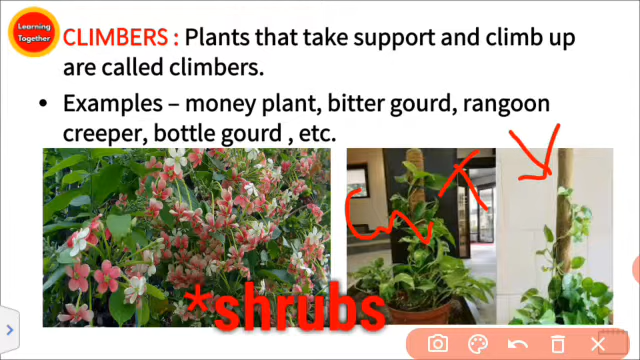 Learning
Together
CLIMBERS : Plants that take support and climb up
are called climbers.
• Examples – money plant, bitter gourd, rangoon
creeper, bottle gourd , etc.
*shrubs